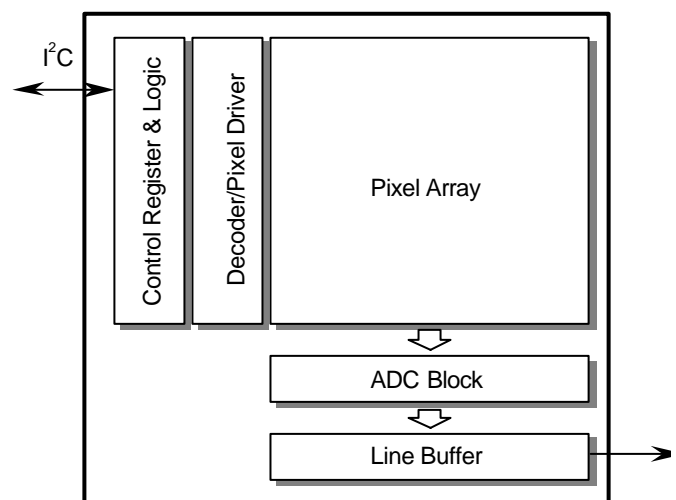 I²C
Control Register & Logic
Decoder/Pixel Driver
Pixel Array
ADC Block
Line Buffer